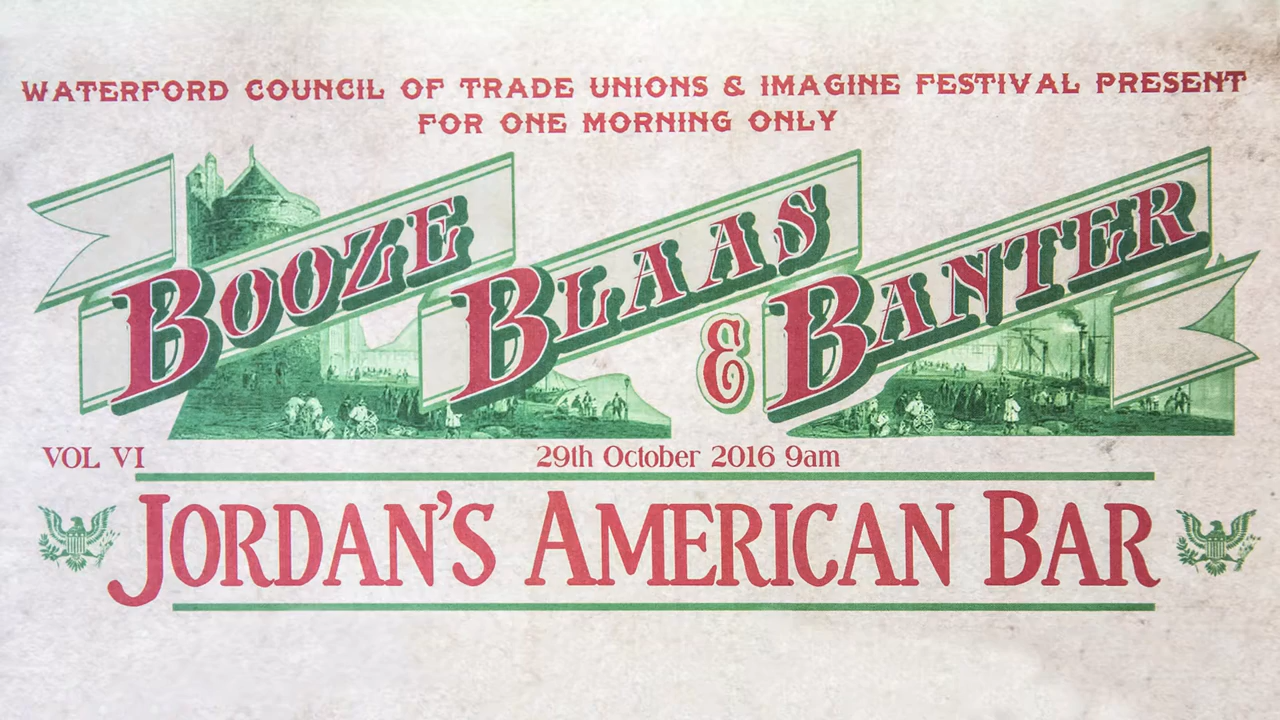 WATERFORD COUNCIL OF TRADE UNIONS & IMAGINE FESTIVAL PRESENT
FOR ONE MORNING ONLY
BOOZE BLAAS & BANTER
VOL VI 29th October 2016 9am
JORDAN'S AMERICAN BAR